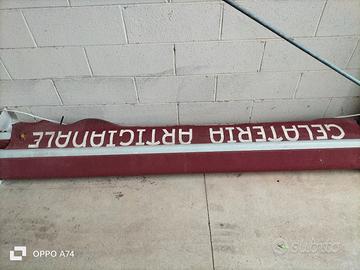 GELATERIA ARTIGIANALE
OPPO A74
subito